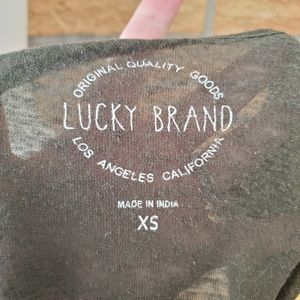 ORIGINAL QUALITY GOODS
LUCKY BRAND
LOS ANGELES CALIFORNIA
MADE IN INDIA
XS